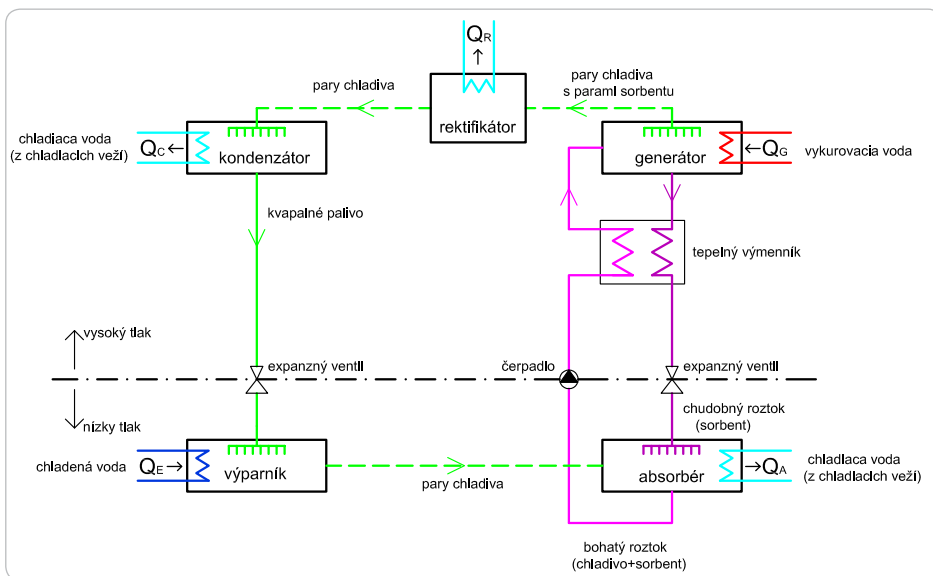 QR
pary chladiva
pary chladiva
s parami sorbentu
rektifikátor
chladiaca voda
(z chladiacich veží)
QC
kondenzátor
generátor
QG
vykurovacia voda
kvapalné palivo
tepelný výmenník
vysoký tlak
expanzný ventil
čerpadlo
expanzný ventil
nízky tlak
chudobný roztok
(sorbent)
chladená voda
QE
výparník
pary chladiva
absorbér
QA
chladiaca voda
(z chladiacich veží)
bohatý roztok
(chladivo+sorbent)